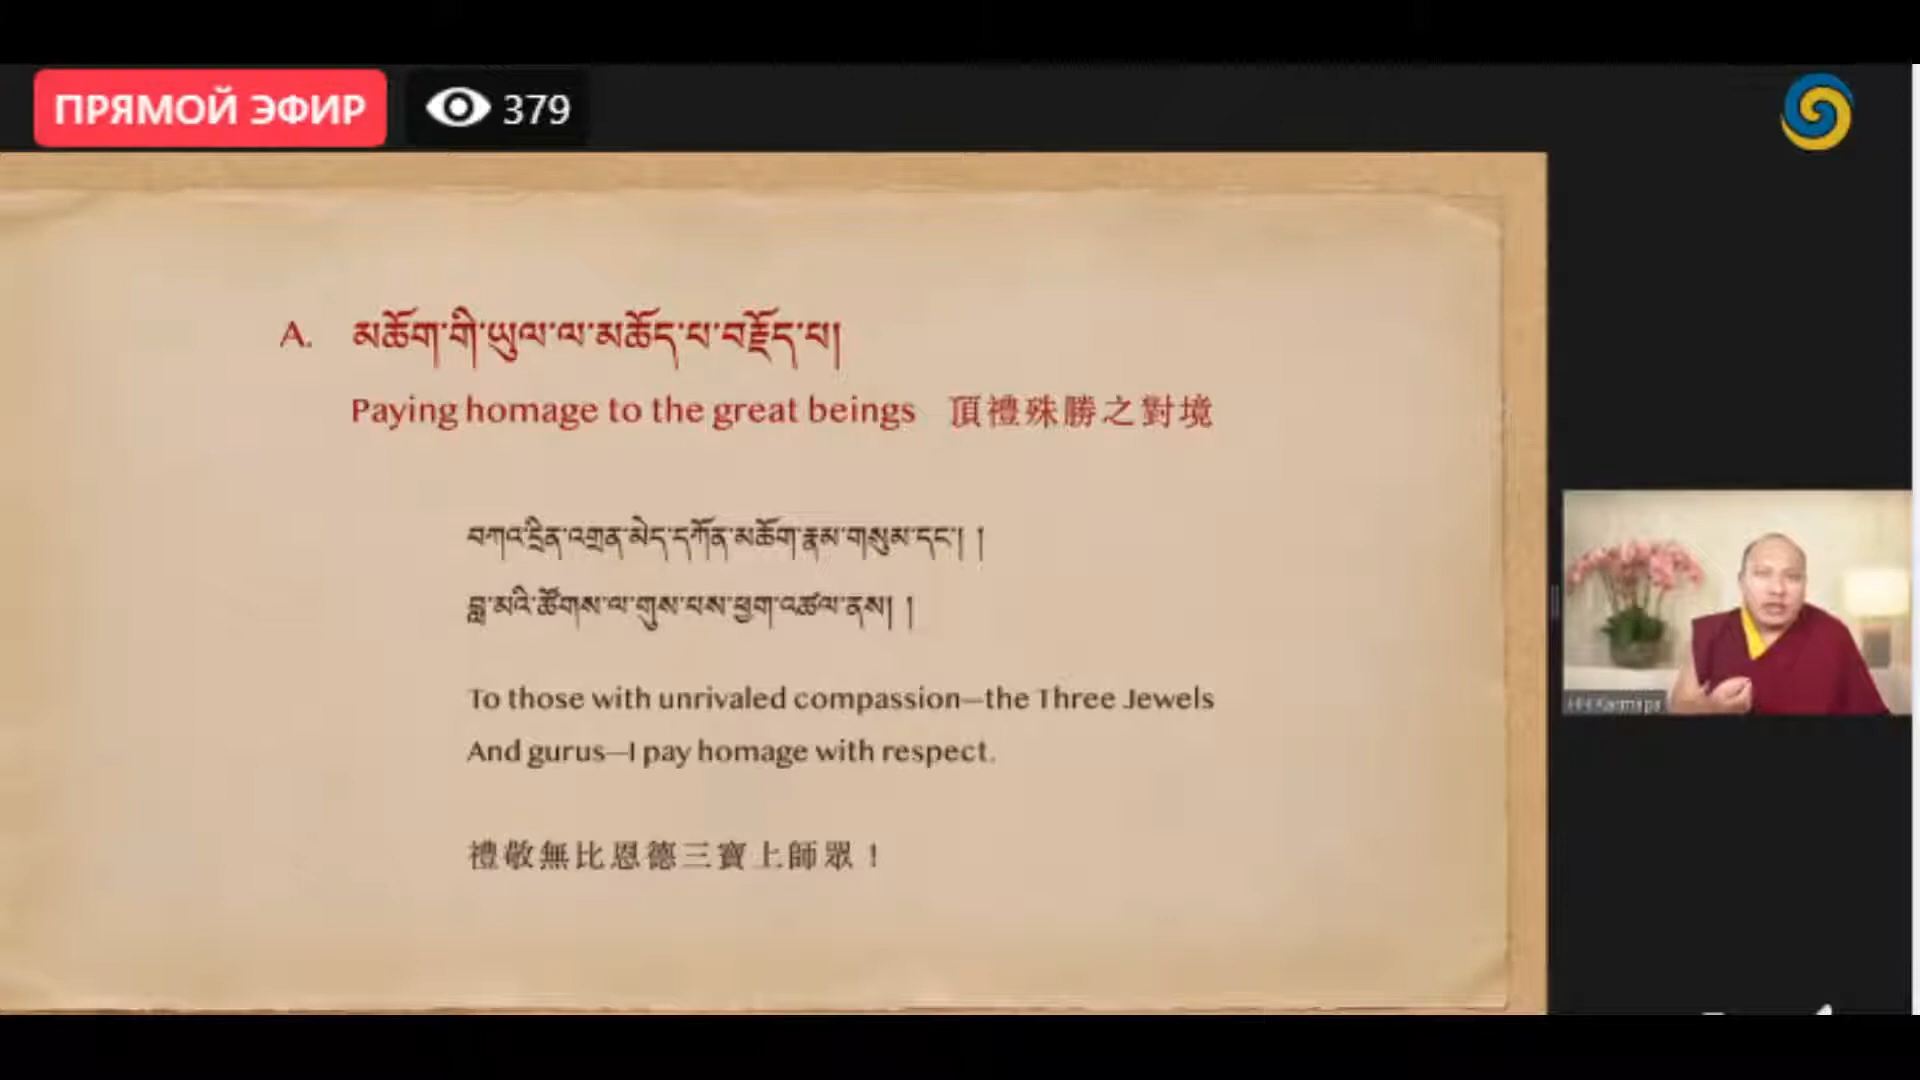 ПРЯМОЙ ЭФИР 379
A. མཆོག་གི་ཡུལ་ལ་མཆོད་པ་བརྗོད་པ།
Paying homage to the great beings 頂禮殊勝之對境
བཀའ་དྲིན་འགྲན་མེད་དཀོན་མཆོག་རྣམ་གསུམ་དང་། །
བླ་མའི་ཚོགས་ལ་གུས་པས་ཕྱག་འཚལ་ནས། །
To those with unrivaled compassion—the Three Jewels
And gurus—I pay homage with respect.
禮敬無比恩德三寶上師眾！
HH Karmapa